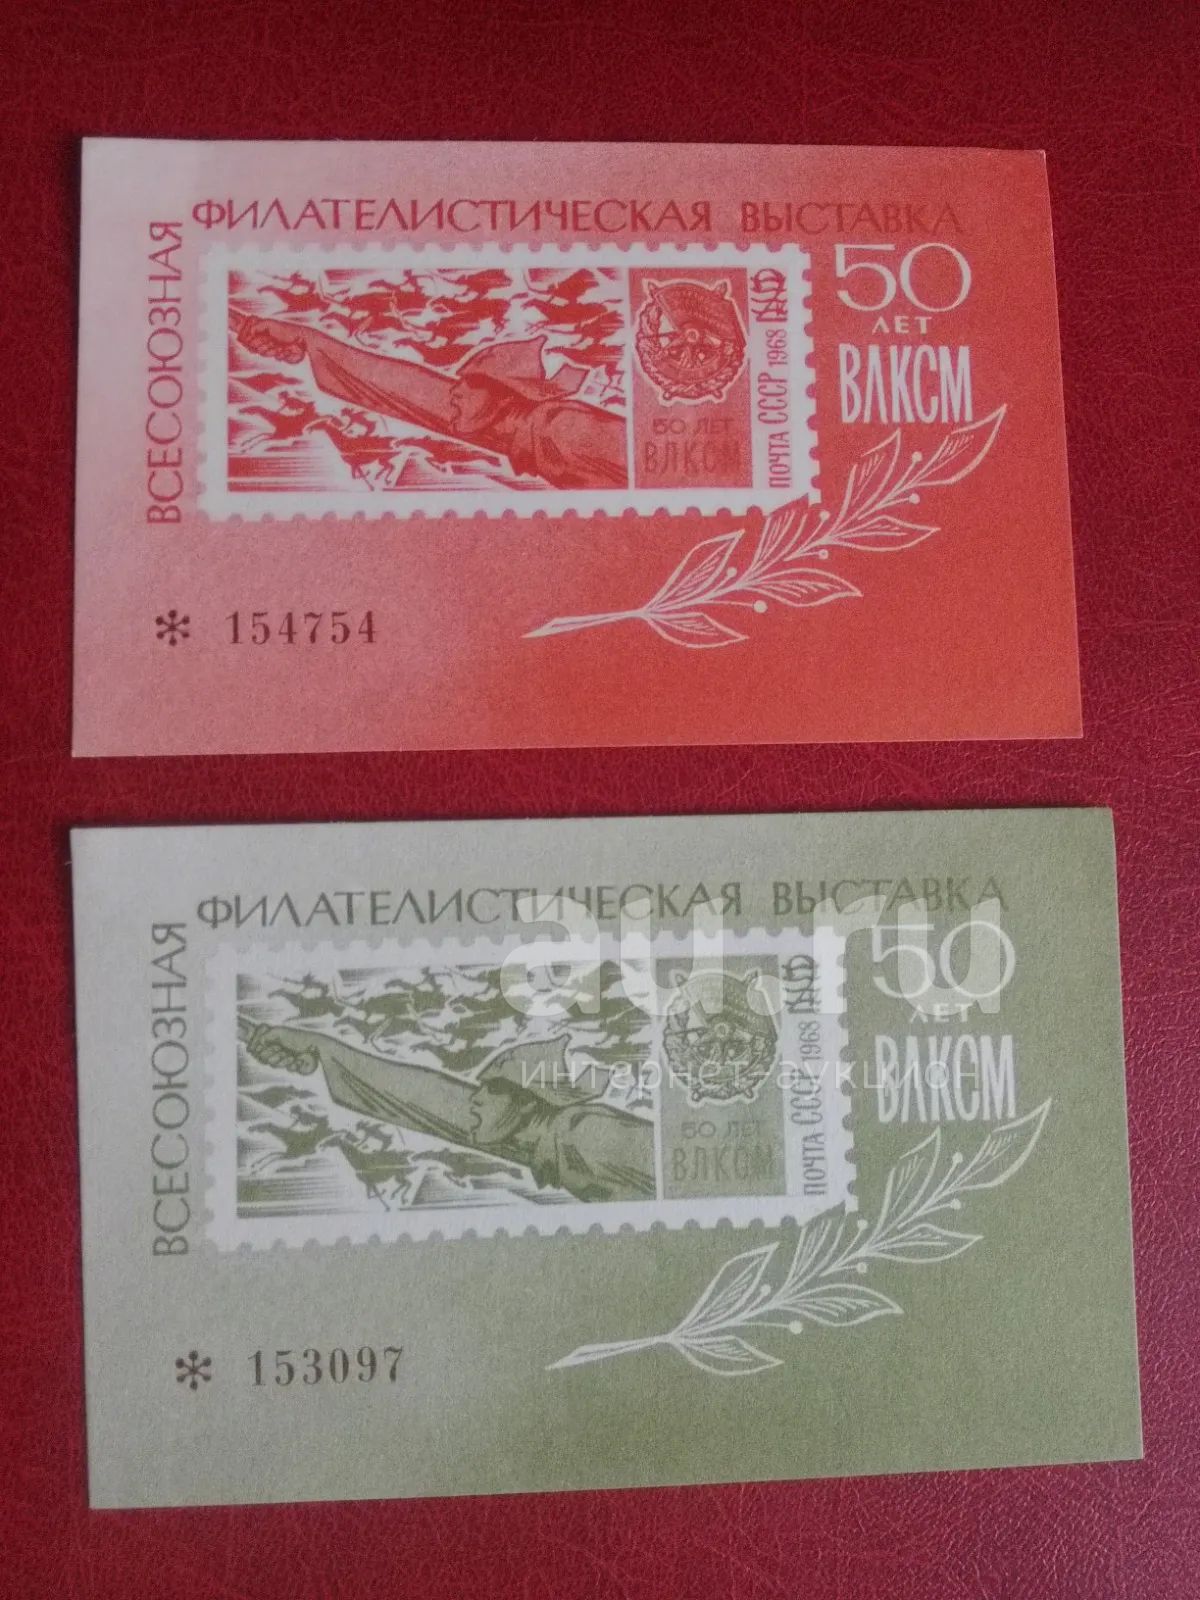 ВСЕСОЮЗНАЯ
ФИЛАТЕЛИСТИЧЕСКАЯ ВЫСТАВКА
50 ЛЕТ
ВЛКСМ
ПОЧТА СССР 1968
50
ЛЕТ
ВЛКСМ
* 154754
ВСЕСОЮЗНАЯ
ФИЛАТЕЛИСТИЧЕСКАЯ ВЫСТАВКА
50 ЛЕТ
ВЛКСМ
ПОЧТА СССР 1968
50
ЛЕТ
ВЛКСМ
* 153097
au.ru
интернет-аукцион